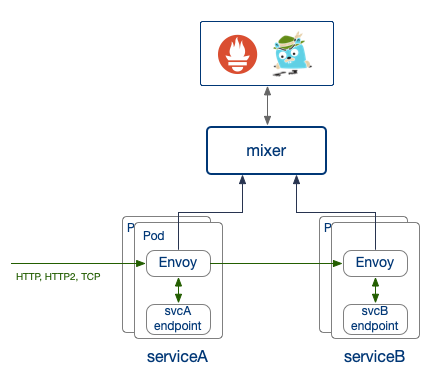 mixer
P
Pod
Envoy
svcA
endpoint
serviceA
HTTP, HTTP2, TCP
P
Envoy
svcB
endpoint
serviceB